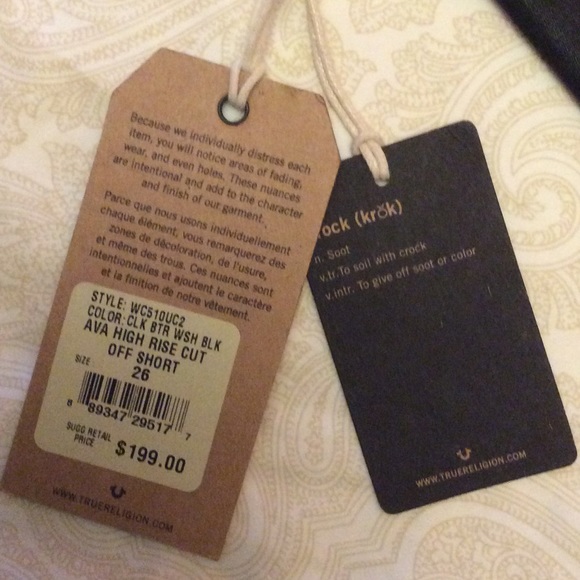 Because we individually distress each
item, you will notice areas of fading,
wear, and even holes. These nuances
are intentional and add to the character
and finish of our garment.
Parce que nous usons individuellement
chaque élément, vous remarquerez des
zones de décoloration, de l'usure,
et même des trous. Ces nuances sont
intentionnelles et ajoutent le caractère
et la finition de notre vêtement.
STYLE: WC510UC2
COLOR:CLK BTR WSH BLK
AVA HIGH RISE CUT
OFF SHORT
SIZE 26
8 89347 29517 7
SUGG RETAIL
PRICE $199.00
WWW.TRUERELIGION.COM
rock (krŏk)
n. Soot
v.tr.To soil with crock
v.intr. To give off soot or color
WWW.TRUERELIGION.COM